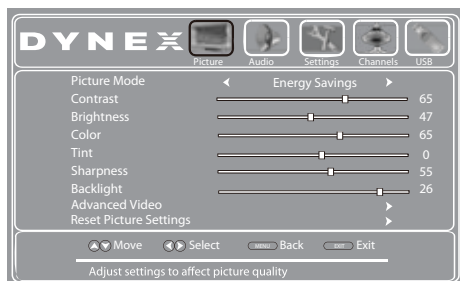 DYNEX
Picture Audio Settings Channels USB
Picture Mode Energy Savings
Contrast 65
Brightness 47
Color 65
Tint 0
Sharpness 55
Backlight 26
Advanced Video
Reset Picture Settings
Move Select MENU Back EXIT Exit
Adjust settings to affect picture quality